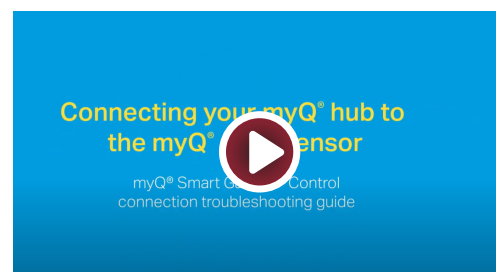 Connecting your myQ® hub to
the myQ® ensor
myQ® Smart G Control
connection troubleshooting guide